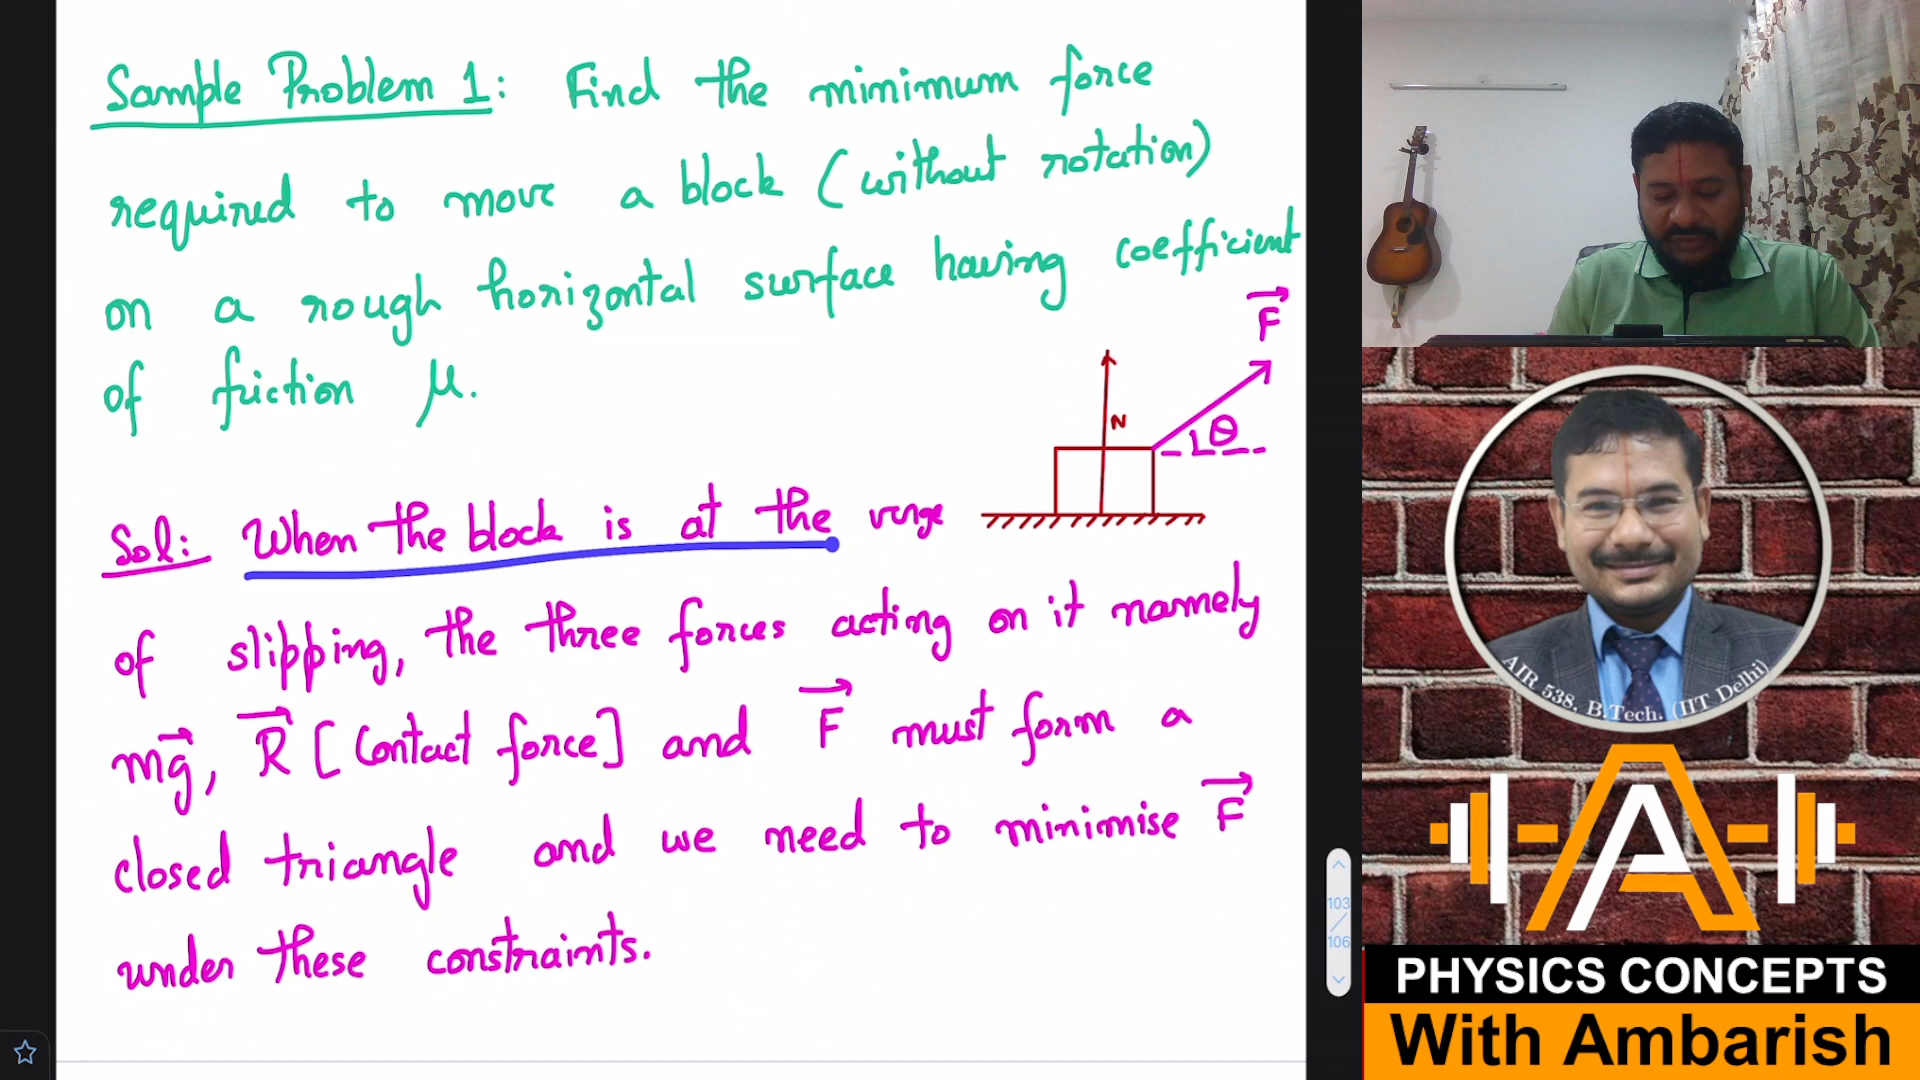 Sample Problem 1: Find the minimum force
required to move a block (without rotation)
on a rough horizontal surface having coefficient
of friction μ.
F
N
θ
Sol: When the block is at the verge
of slipping, the three forces acting on it namely
mg, R [Contact force] and F must form a
closed triangle and we need to minimise F
under these constraints.
103
/
106
AIR 538, B.Tech. (IIT Delhi)
A
PHYSICS CONCEPTS
With Ambarish